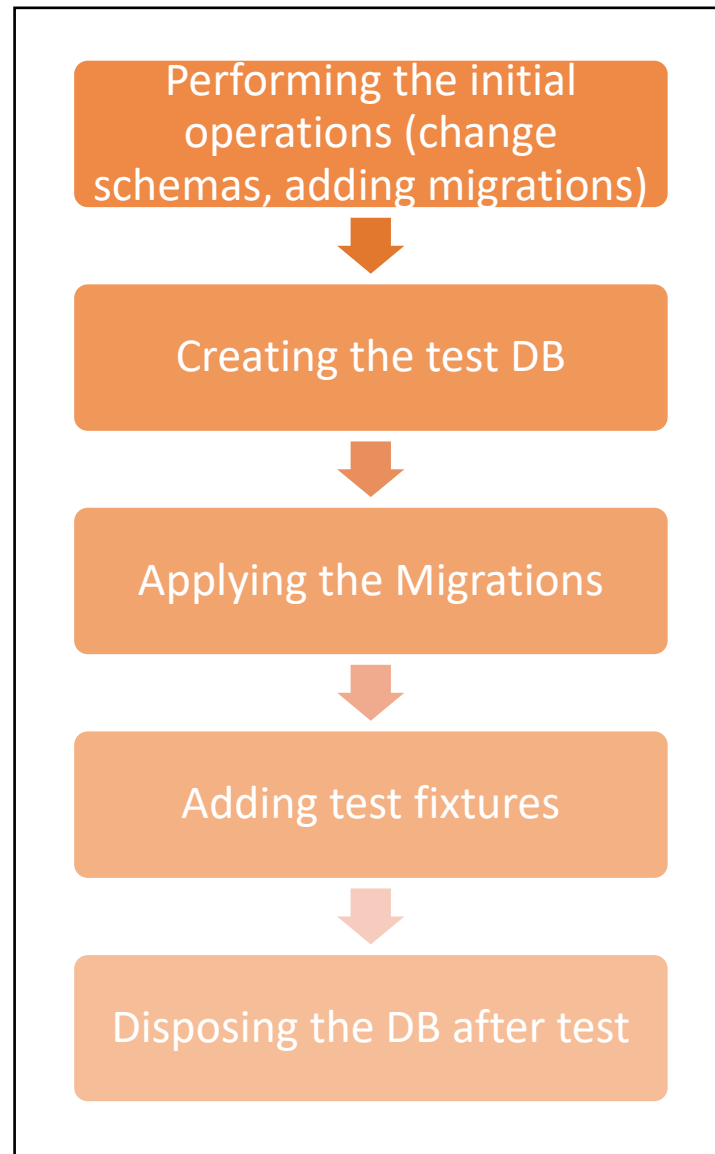 Performing the initial
operations (change
schemas, adding migrations)
Creating the test DB
Applying the Migrations
Adding test fixtures
Disposing the DB after test